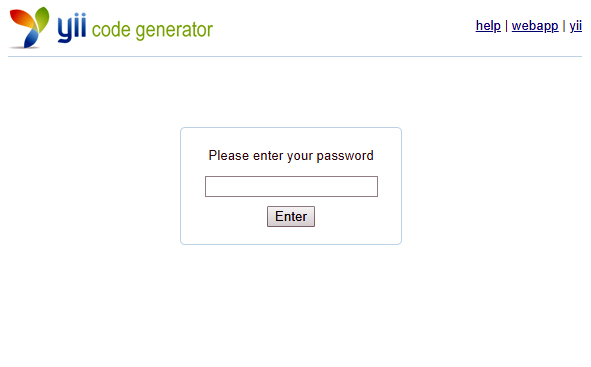 yii code generator
help | webapp | yii
Please enter your password
Enter